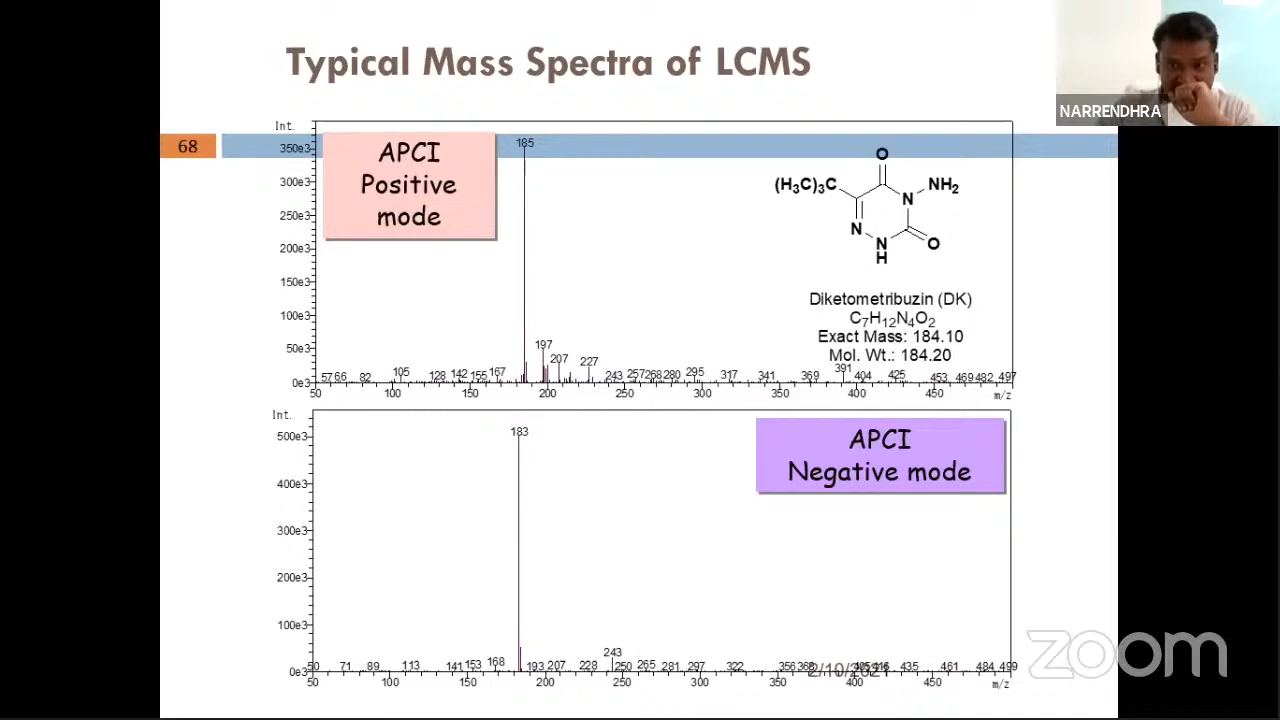 Typical Mass Spectra of LCMS
NARRENDHRA
68
Int.
350e3
300e3
250e3
200e3
150e3
100e3
50e3
0e3
APCI
Positive
mode
185
197
207
227
57 66 82 105 128 142 155 167 243 257 268 280 295 317 341 369 391 404 425 453 469 482 497
50 100 150 200 250 300 350 400 450 m/z
O
(H₃C)₃C
N NH₂
N
N
H
O
Diketometribuzin (DK)
C₇H₁₂N₄O₂
Exact Mass: 184.10
Mol. Wt.: 184.20
Int.
500e3
400e3
300e3
200e3
100e3
0e3
APCI
Negative mode
183
243
50 71 89 113 141 153 168 193 207 228 250 265 281 297 322 356 435 461 484 499
50 100 150 200 250 300 350 400 450 m/z
zoom